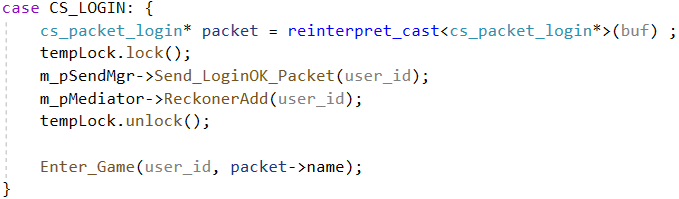 case CS_LOGIN: {
cs_packet_login* packet = reinterpret_cast<cs_packet_login*>(buf) ;
tempLock.lock();
m_pSendMgr->Send_LoginOK_Packet(user_id);
m_pMediator->ReckonerAdd(user_id);
tempLock.unlock();
Enter_Game(user_id, packet->name);
}